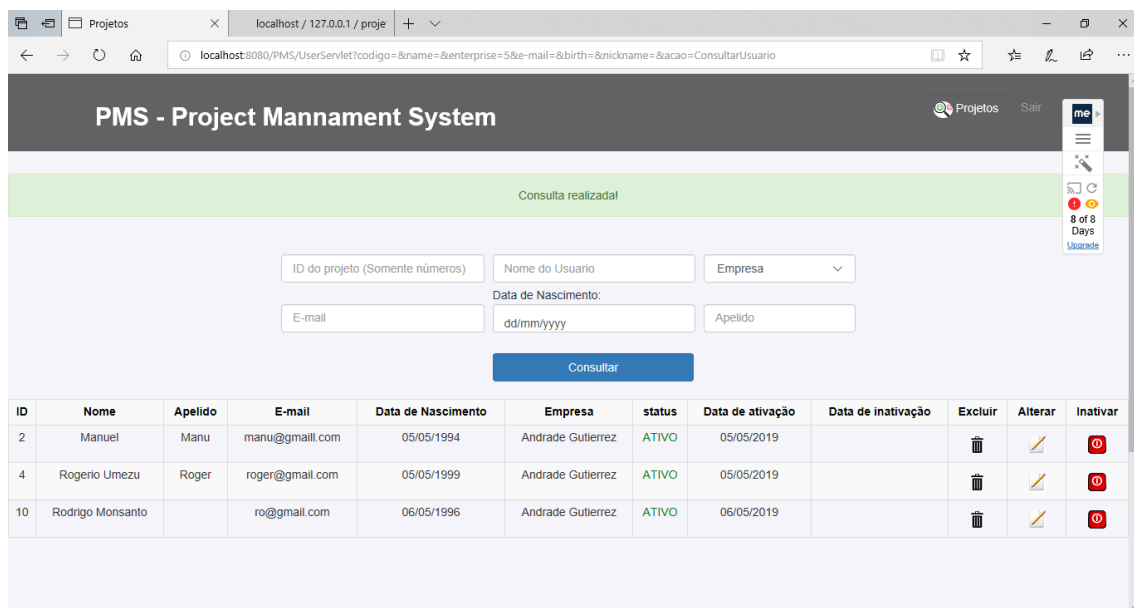 Projetos
localhost / 127.0.0.1 / proje
localhost:8080/PMS/UserServlet?codigo=&name=&enterprise=5&e-mail=&birth=&nickname=&acao=ConsultarUsuario
PMS - Project Mannament System
Projetos Sair
me
Consulta realizada!
8 of 8
Days
Upgrade
ID do projeto (Somente números) Nome do Usuario Empresa
Data de Nascimento:
E-mail dd/mm/yyyy Apelido
Consultar
ID Nome Apelido E-mail Data de Nascimento Empresa status Data de ativação Data de inativação Excluir Alterar Inativar
2 Manuel Manu manu@gmaill.com 05/05/1994 Andrade Gutierrez ATIVO 05/05/2019
4 Rogerio Umezu Roger roger@gmail.com 05/05/1999 Andrade Gutierrez ATIVO 05/05/2019
10 Rodrigo Monsanto ro@gmail.com 06/05/1996 Andrade Gutierrez ATIVO 06/05/2019